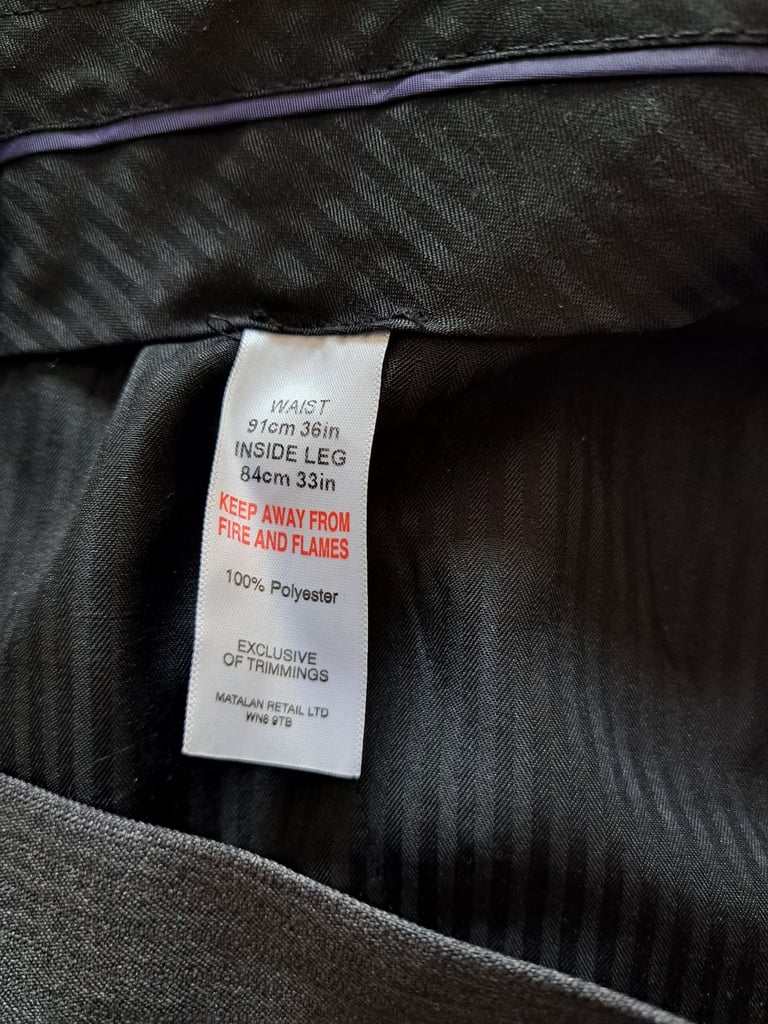 WAIST
91cm 36in
INSIDE LEG
84cm 33in
KEEP AWAY FROM
FIRE AND FLAMES
100% Polyester
EXCLUSIVE
OF TRIMMINGS
MATALAN RETAIL LTD
WN8 9TB